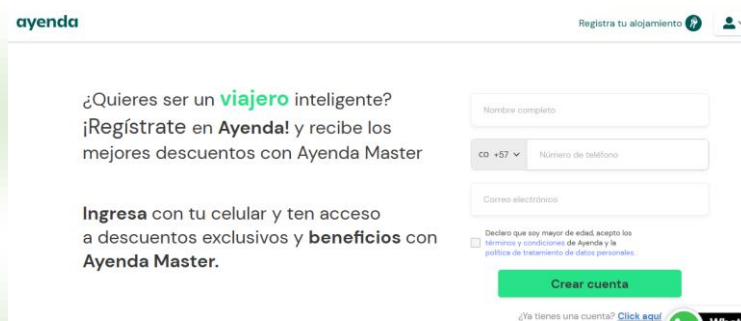 ayenda
Registra tu alojamiento
¿Quieres ser un viajero inteligente?
¡Regístrate en Ayenda! y recibe los
mejores descuentos con Ayenda Master
Ingresa con tu celular y ten acceso
a descuentos exclusivos y beneficios con
Ayenda Master.
Nombre completo
CO +57
Número de teléfono
Correo electrónico
Declaro que soy mayor de edad, acepto los
términos y condiciones de Ayenda y la
política de tratamiento de datos personales.
Crear cuenta
¿Ya tienes una cuenta? Click aquí